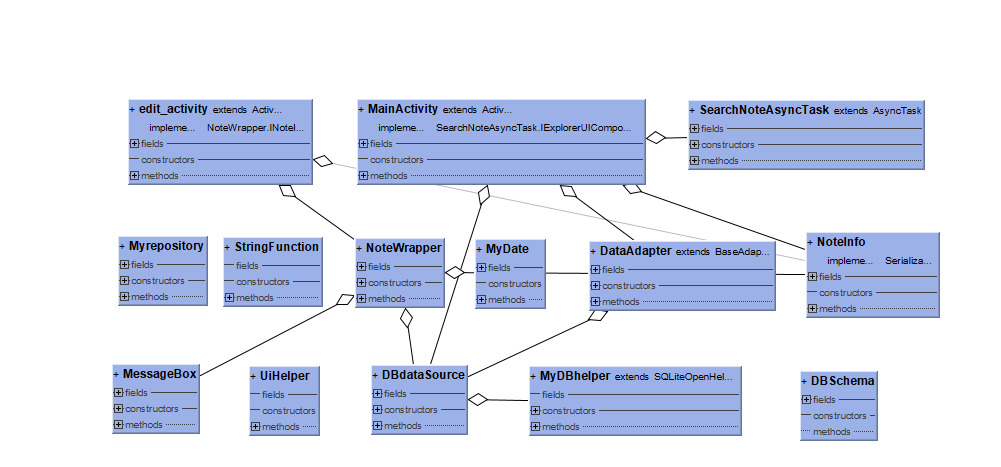 + edit_activity extends Activ...
impleme... NoteWrapper.INoteI...
fields
constructors
methods
+ MainActivity extends Activ...
impleme... SearchNoteAsyncTask.IExplorerUICompo...
fields
constructors
methods
+ SearchNoteAsyncTask extends AsyncTask
fields
constructors
methods
+ Myrepository
fields
constructors
methods
+ StringFunction
fields
constructors
methods
+ NoteWrapper
fields
constructors
methods
+ MyDate
fields
constructors
methods
+ DataAdapter extends BaseAdap...
fields
constructors
methods
+ NoteInfo
impleme... Serializa...
fields
constructors
methods
+ MessageBox
fields
constructors
methods
+ UiHelper
fields
constructors
methods
+ DBdataSource
fields
constructors
methods
+ MyDBhelper extends SQLiteOpenHel...
fields
constructors
methods
+ DBSchema
fields
constructors
methods